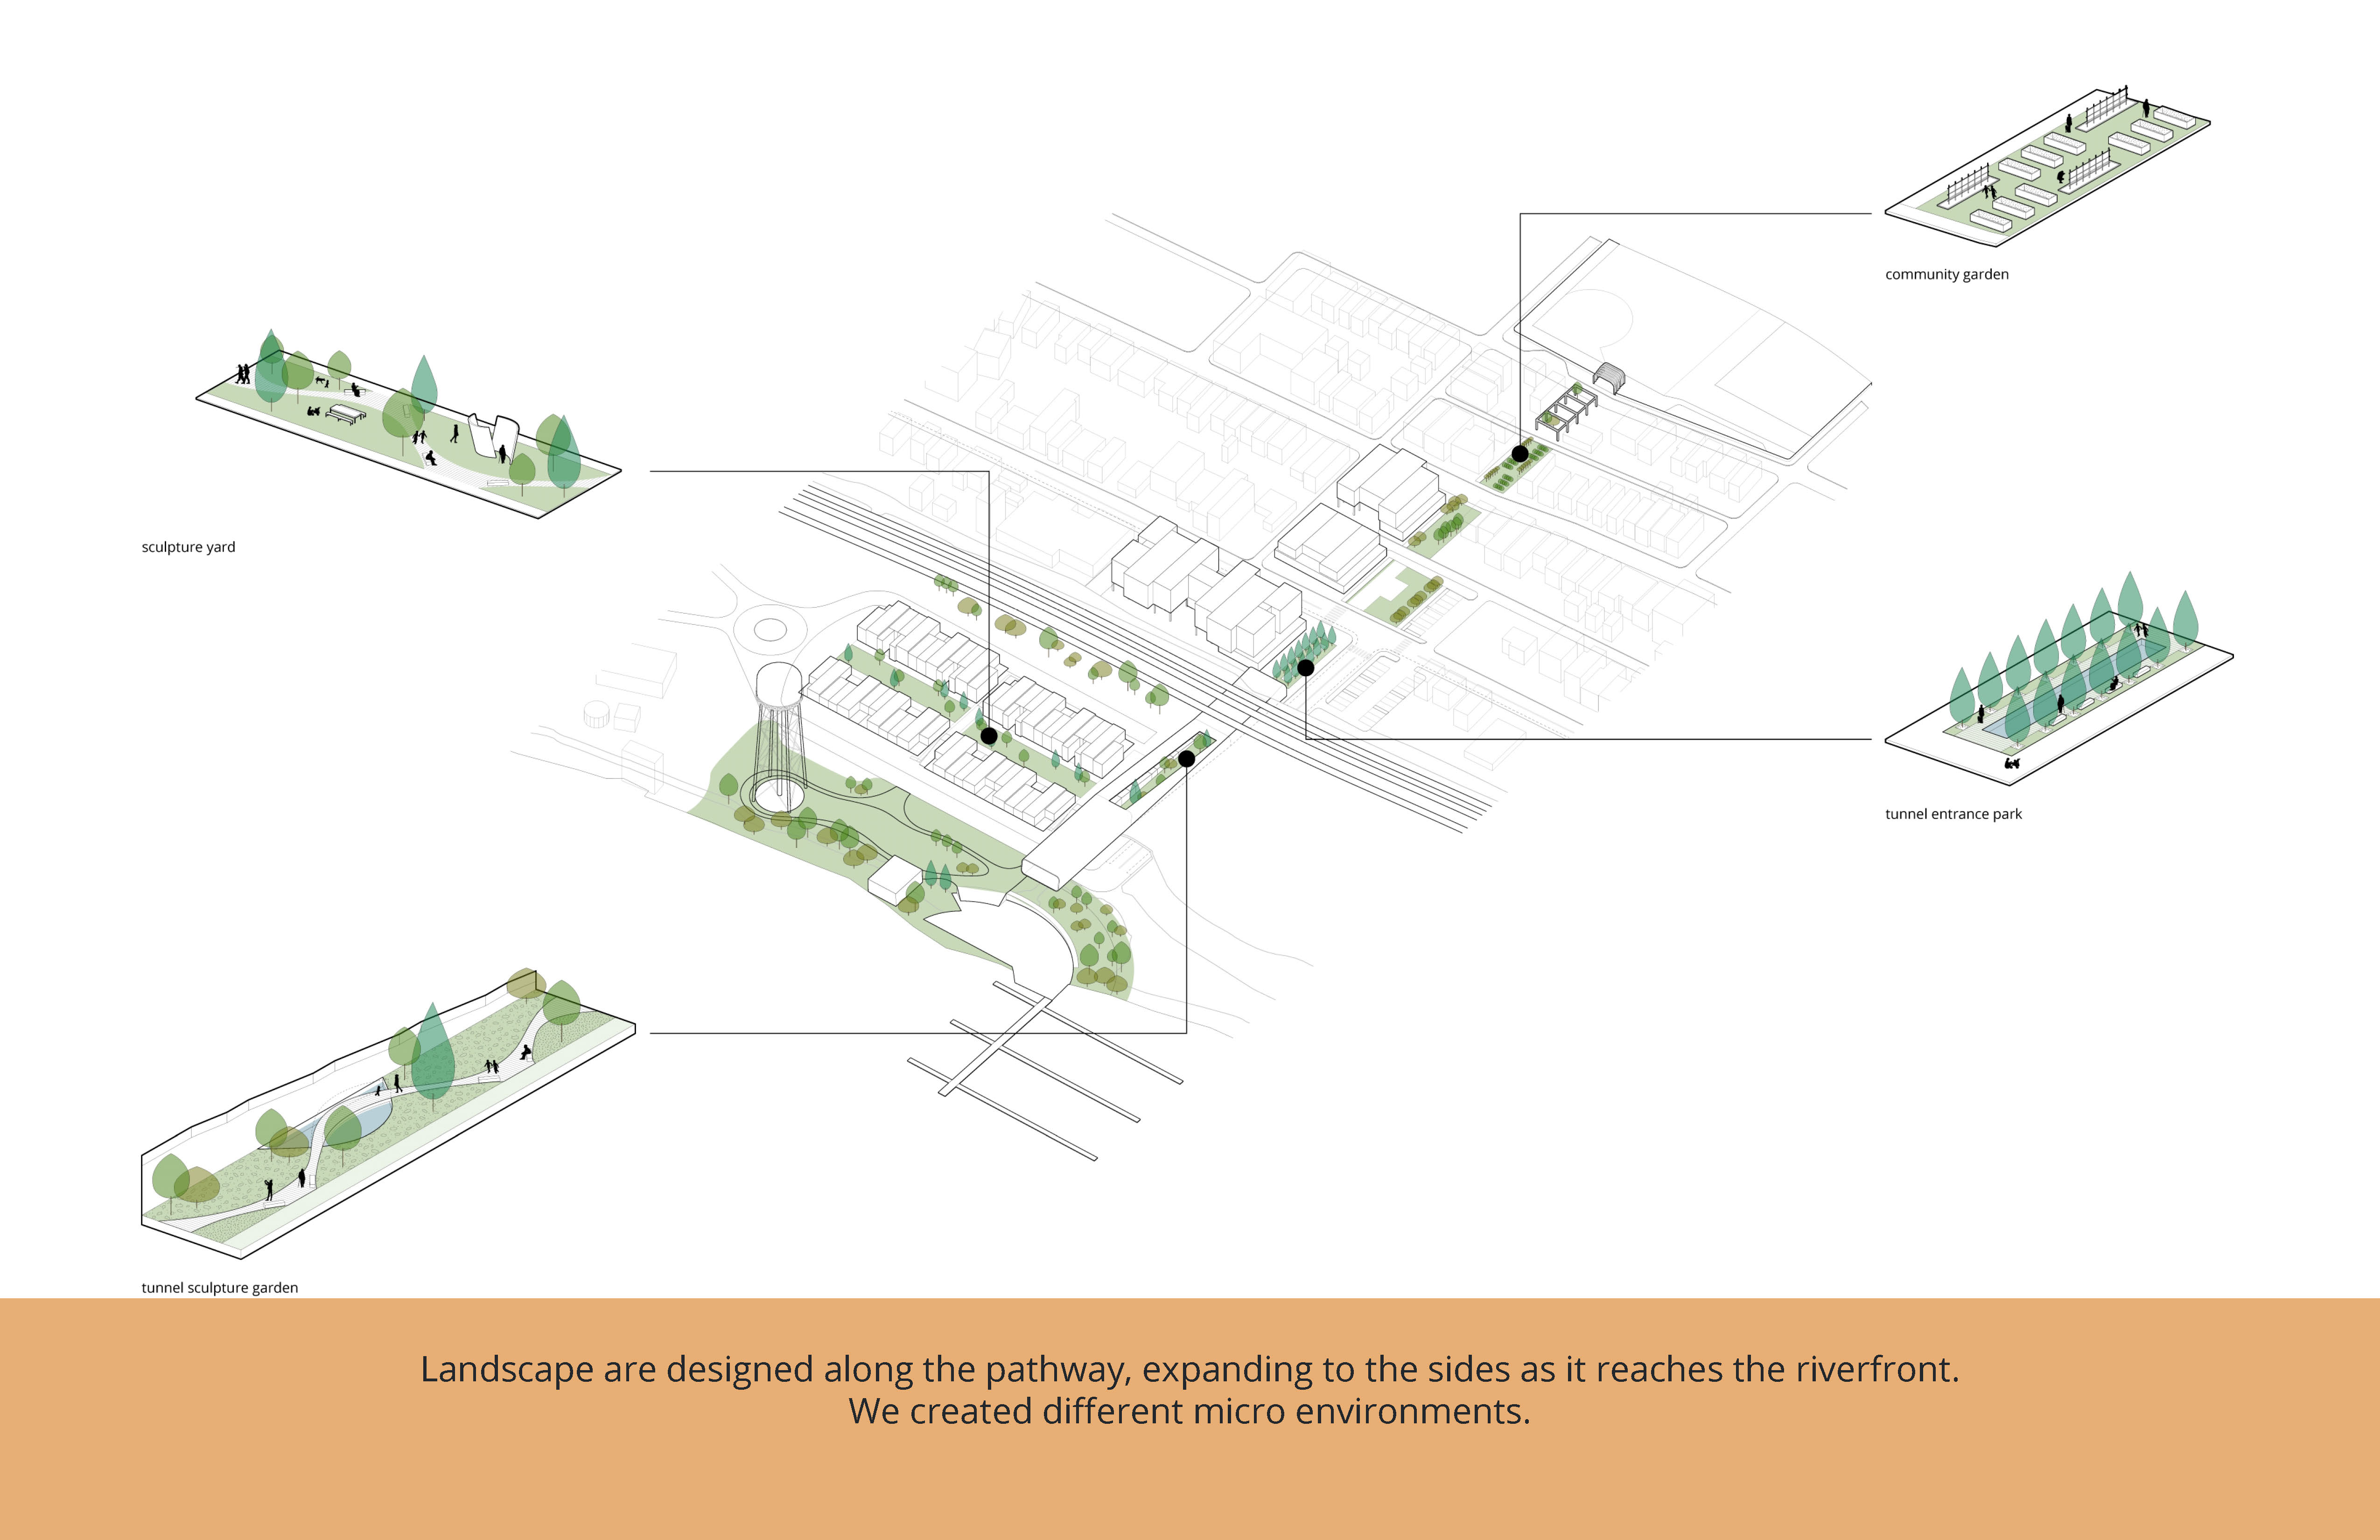 community garden
sculpture yard
tunnel entrance park
tunnel sculpture garden
Landscape are designed along the pathway, expanding to the sides as it reaches the riverfront.
We created different micro environments.